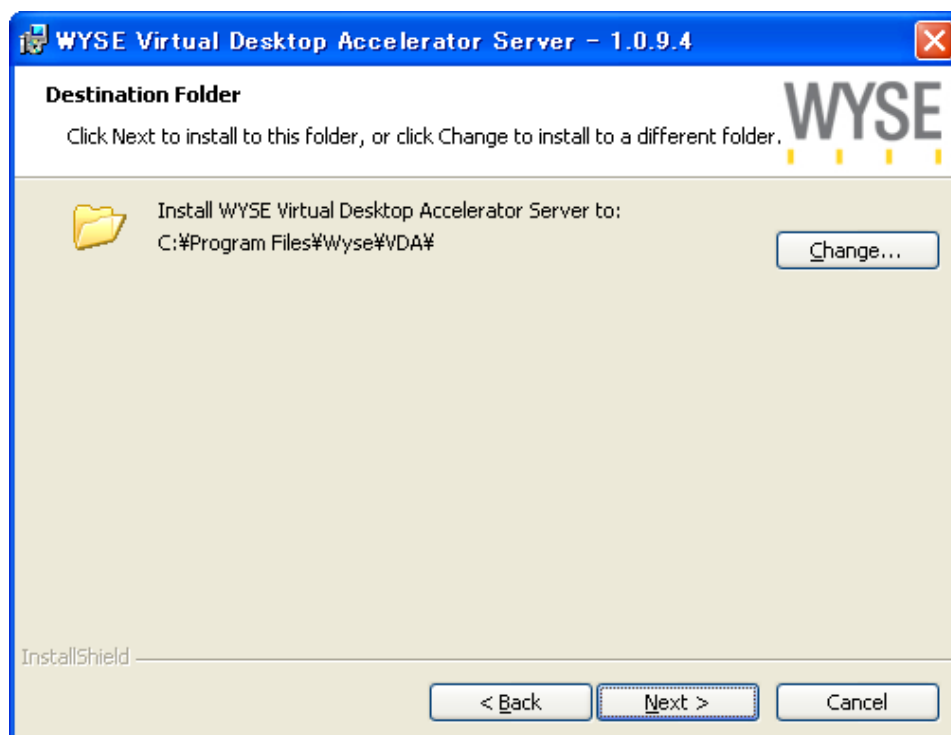 WYSE Virtual Desktop Accelerator Server - 1.0.9.4
Destination Folder
Click Next to install to this folder, or click Change to install to a different folder.
WYSE
Install WYSE Virtual Desktop Accelerator Server to:
C:¥Program Files¥Wyse¥VDA¥
Change...
InstallShield
< Back
Next >
Cancel